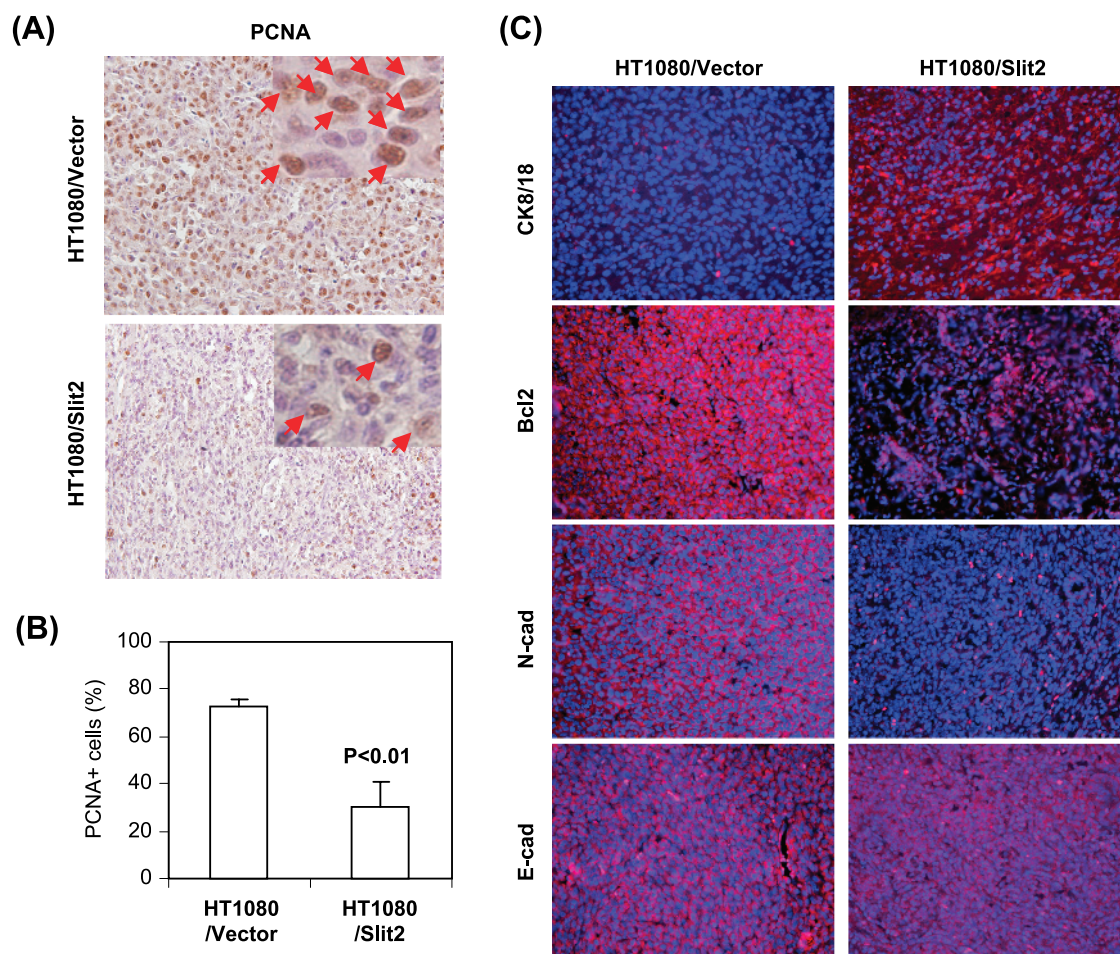 (A)
PCNA
HT1080/Vector
HT1080/Slit2
(B)
PCNA+ cells (%)
100
80
60
40
20
0
P<0.01
HT1080
/Vector
HT1080
/Slit2
(C)
HT1080/Vector
HT1080/Slit2
CK8/18
Bcl2
N-cad
E-cad